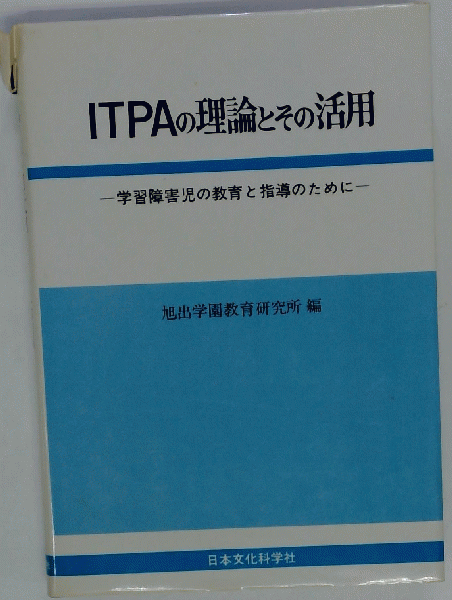 ITPAの理論とその活用
―学習障害児の教育と指導のために―
旭出学園教育研究所 編
日本文化科学社